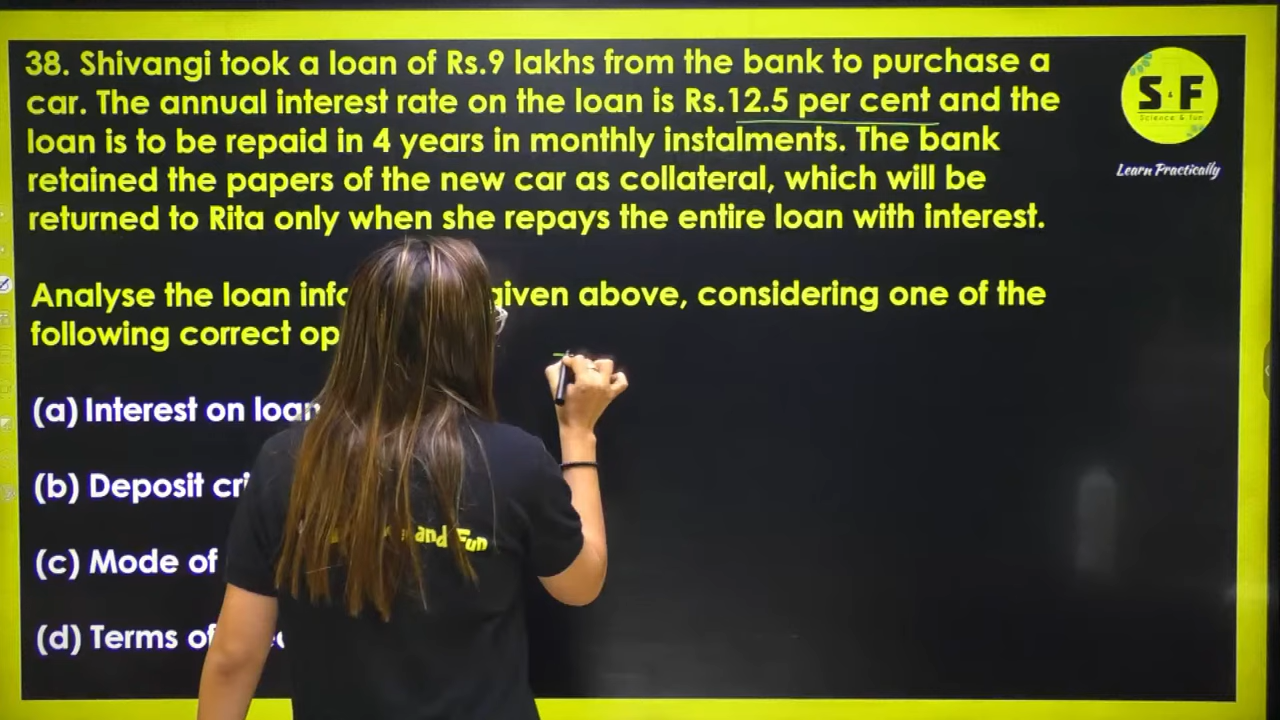 38. Shivangi took a loan of Rs.9 lakhs from the bank to purchase a
car. The annual interest rate on the loan is Rs.12.5 per cent and the
loan is to be repaid in 4 years in monthly instalments. The bank
retained the papers of the new car as collateral, which will be
returned to Rita only when she repays the entire loan with interest.
Analyse the loan given above, considering one of the
following correct
(a) Interest on loan
(b) Deposit
(c) Mode of
(d) Terms of
S & F
Science & Fun
Learn Practically
and Fun